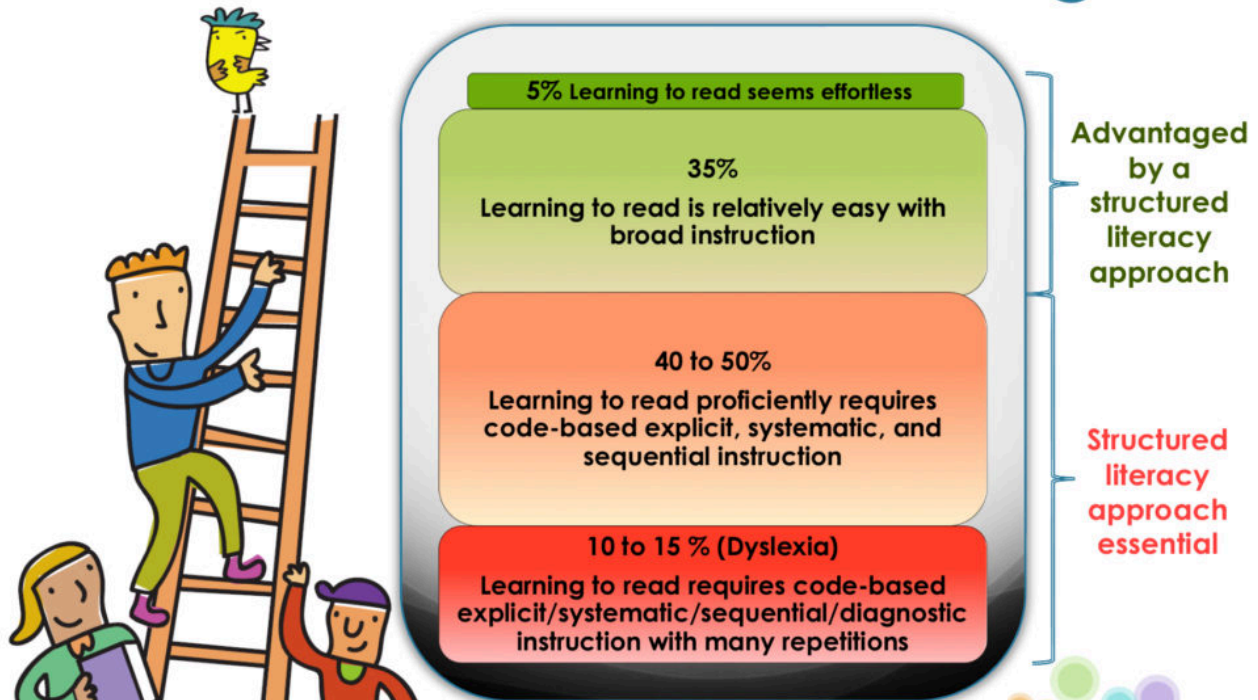 5% Learning to read seems effortless
35%
Learning to read is relatively easy with
broad instruction
40 to 50%
Learning to read proficiently requires
code-based explicit, systematic, and
sequential instruction
10 to 15 % (Dyslexia)
Learning to read requires code-based
explicit/systematic/sequential/diagnostic
instruction with many repetitions
Advantaged
by a
structured
literacy
approach
Structured
literacy
approach
essential